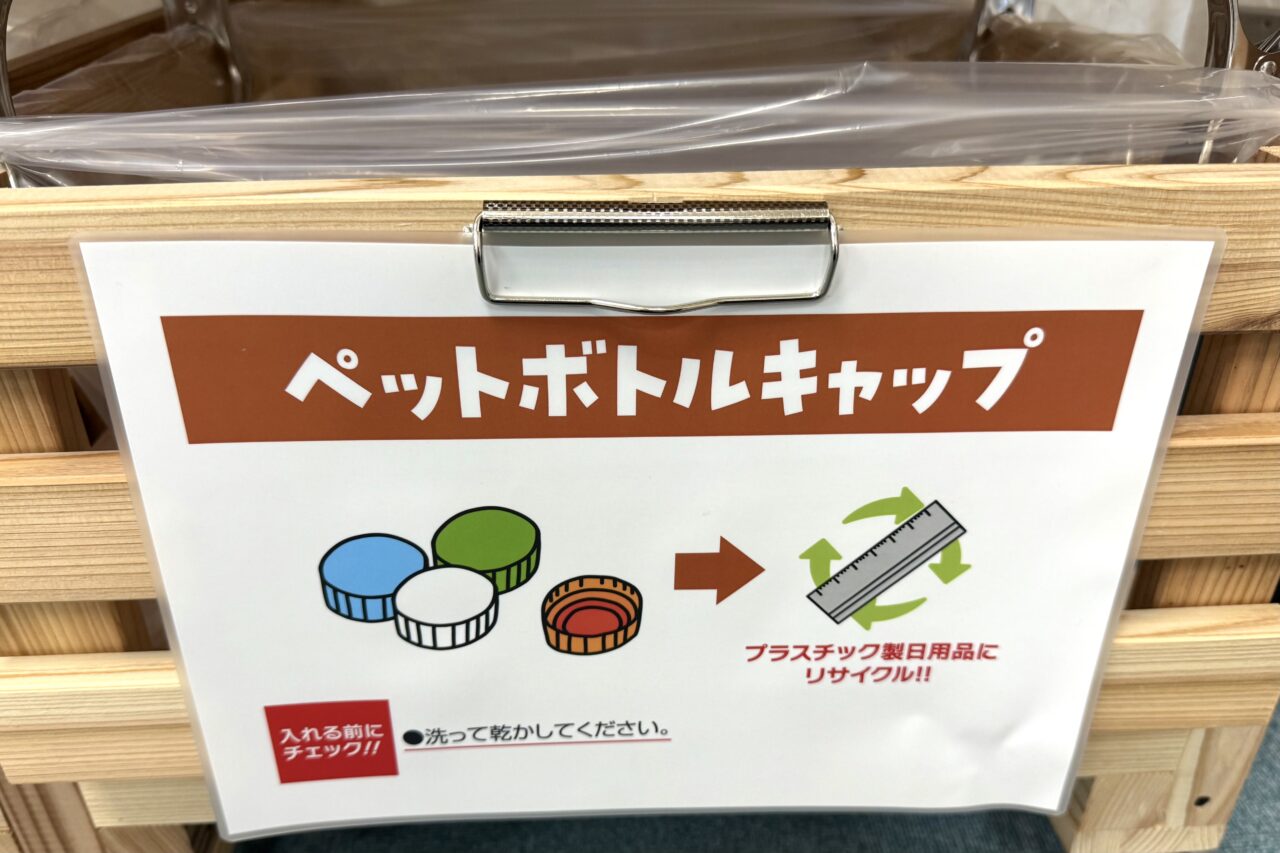 ペットボトルキャップ
プラスチック製日用品に
リサイクル!!
入れる前に
チェック!!
●洗って乾かしてください。